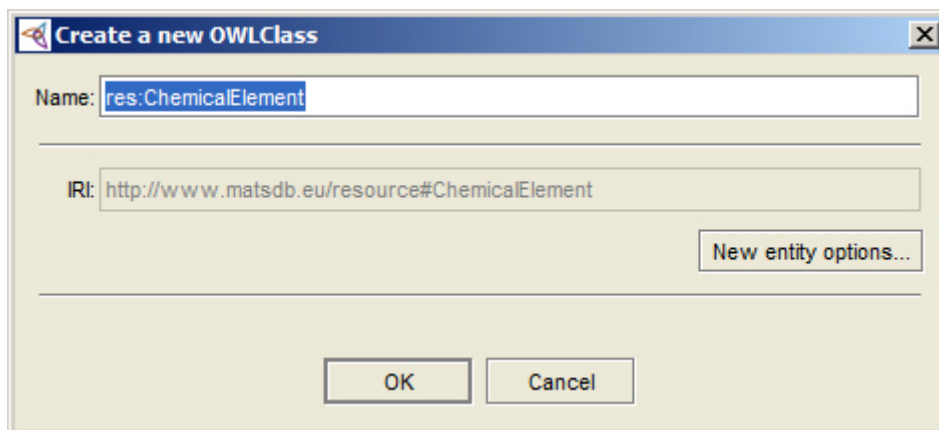 Create a new OWLClass
Name: res:ChemicalElement
IRI: http://www.matsdb.eu/resource#ChemicalElement
New entity options...
OK Cancel